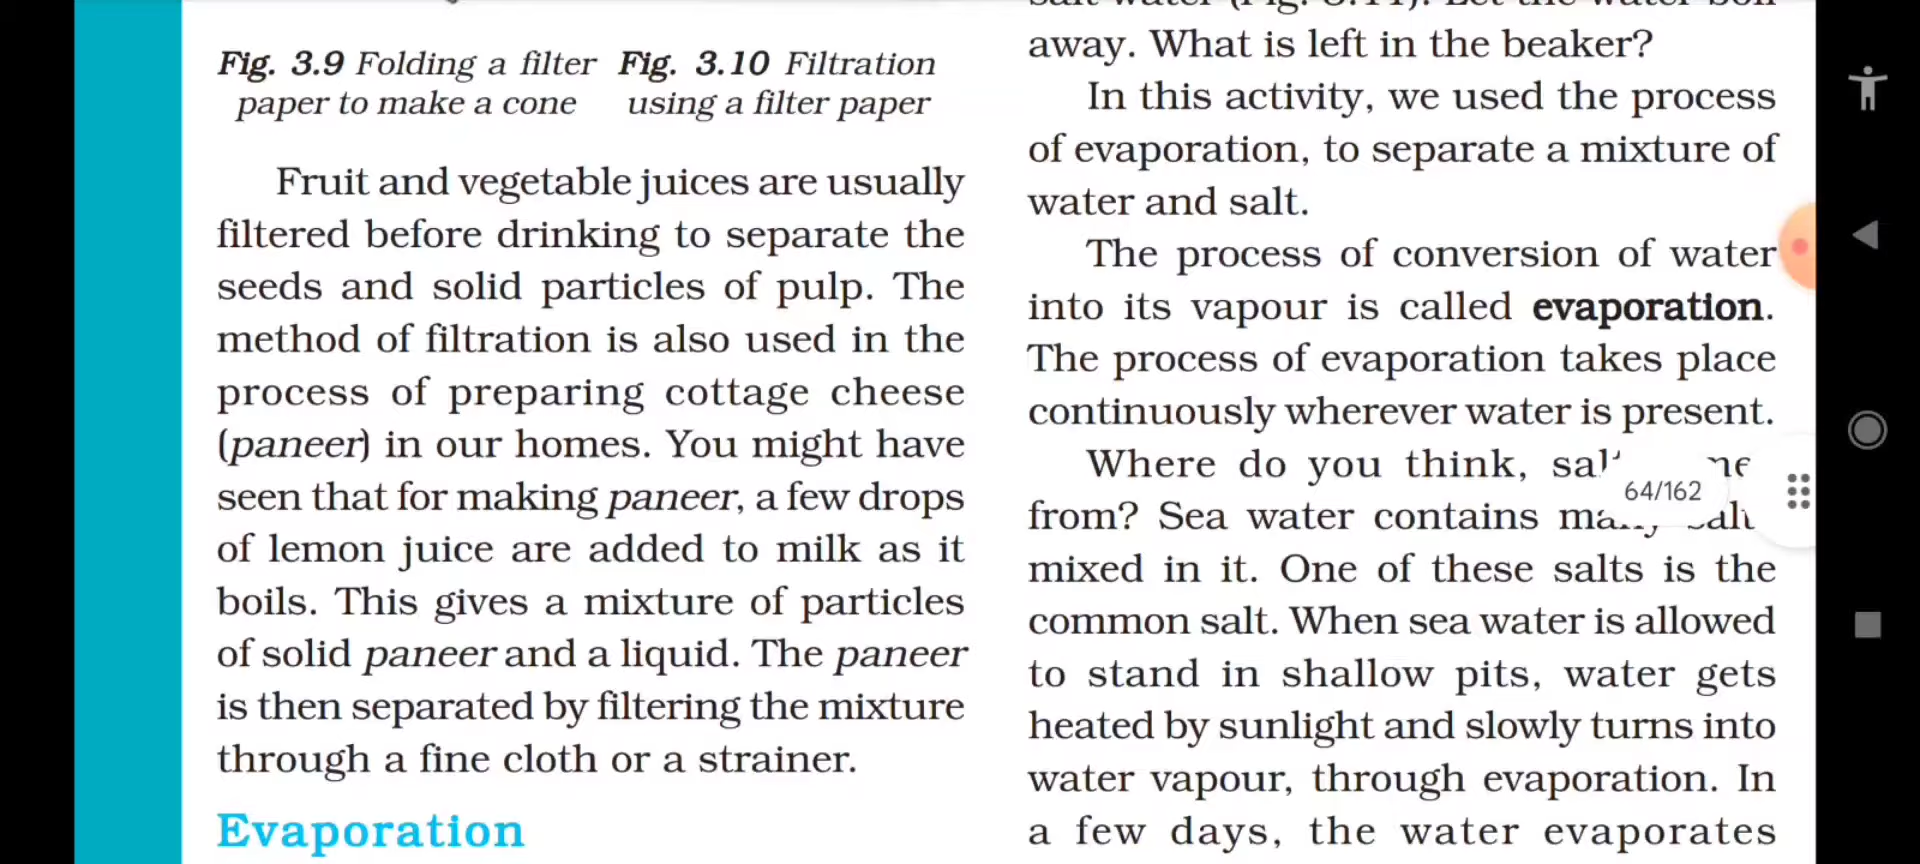 Fig. 3.9 Folding a filter
paper to make a cone
Fig. 3.10 Filtration
using a filter paper
Fruit and vegetable juices are usually
filtered before drinking to separate the
seeds and solid particles of pulp. The
method of filtration is also used in the
process of preparing cottage cheese
(paneer) in our homes. You might have
seen that for making paneer, a few drops
of lemon juice are added to milk as it
boils. This gives a mixture of particles
of solid paneer and a liquid. The paneer
is then separated by filtering the mixture
through a fine cloth or a strainer.
Evaporation
away. What is left in the beaker?
In this activity, we used the process
of evaporation, to separate a mixture of
water and salt.
The process of conversion of water
into its vapour is called evaporation.
The process of evaporation takes place
continuously wherever water is present.
Where do you think,
from? Sea water contains
mixed in it. One of these salts is the
common salt. When sea water is allowed
to stand in shallow pits, water gets
heated by sunlight and slowly turns into
water vapour, through evaporation. In
a few days, the water evaporates
64/162